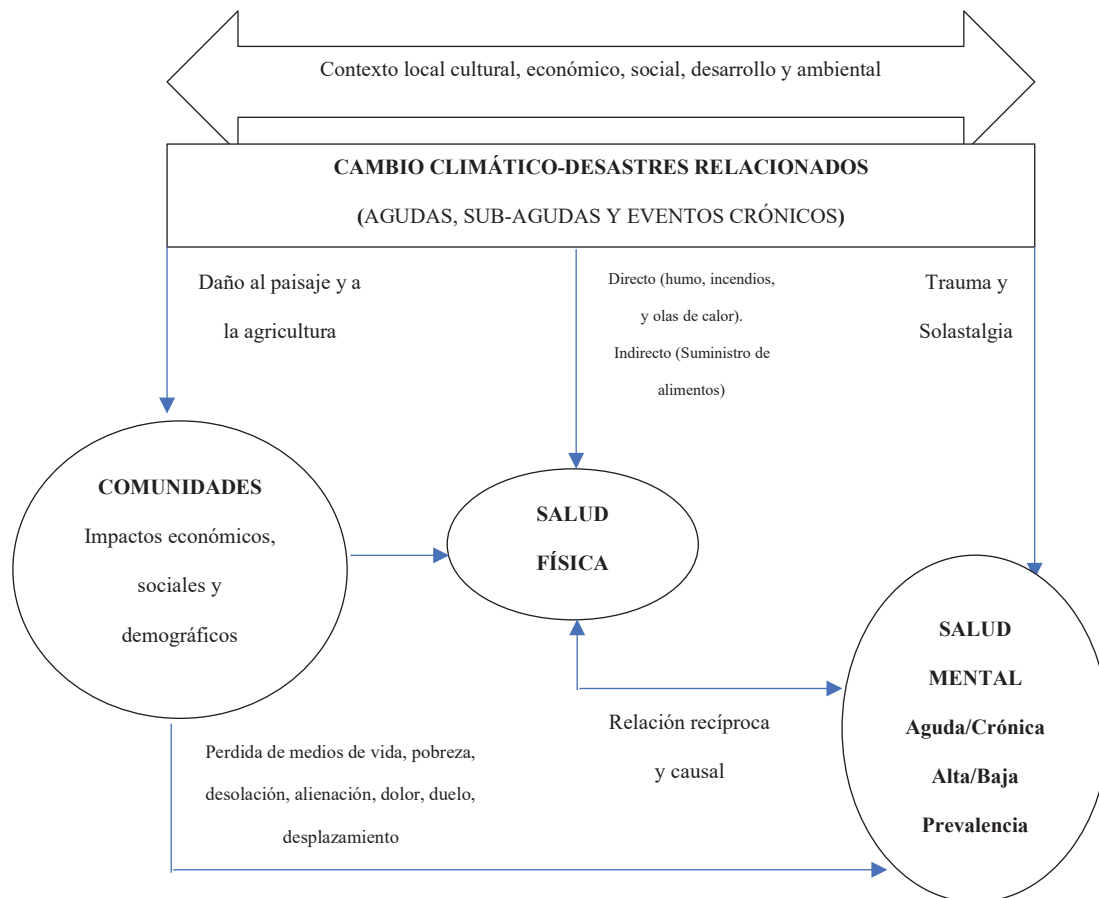 Contexto local cultural, económico, social, desarrollo y ambiental
CAMBIO CLIMÁTICO-DESASTRES RELACIONADOS
(AGUDAS, SUB-AGUDAS Y EVENTOS CRÓNICOS)
Daño al paisaje y a
la agricultura
Directo (humo, incendios,
y olas de calor).
Indirecto (Suministro de
alimentos)
Trauma y
Solastalgia
COMUNIDADES
Impactos económicos,
sociales y
demográficos
SALUD
FÍSICA
SALUD
MENTAL
Aguda/Crónica
Alta/Baja
Prevalencia
Relación recíproca
y causal
Perdida de medios de vida, pobreza,
desolación, alienación, dolor, duelo,
desplazamiento